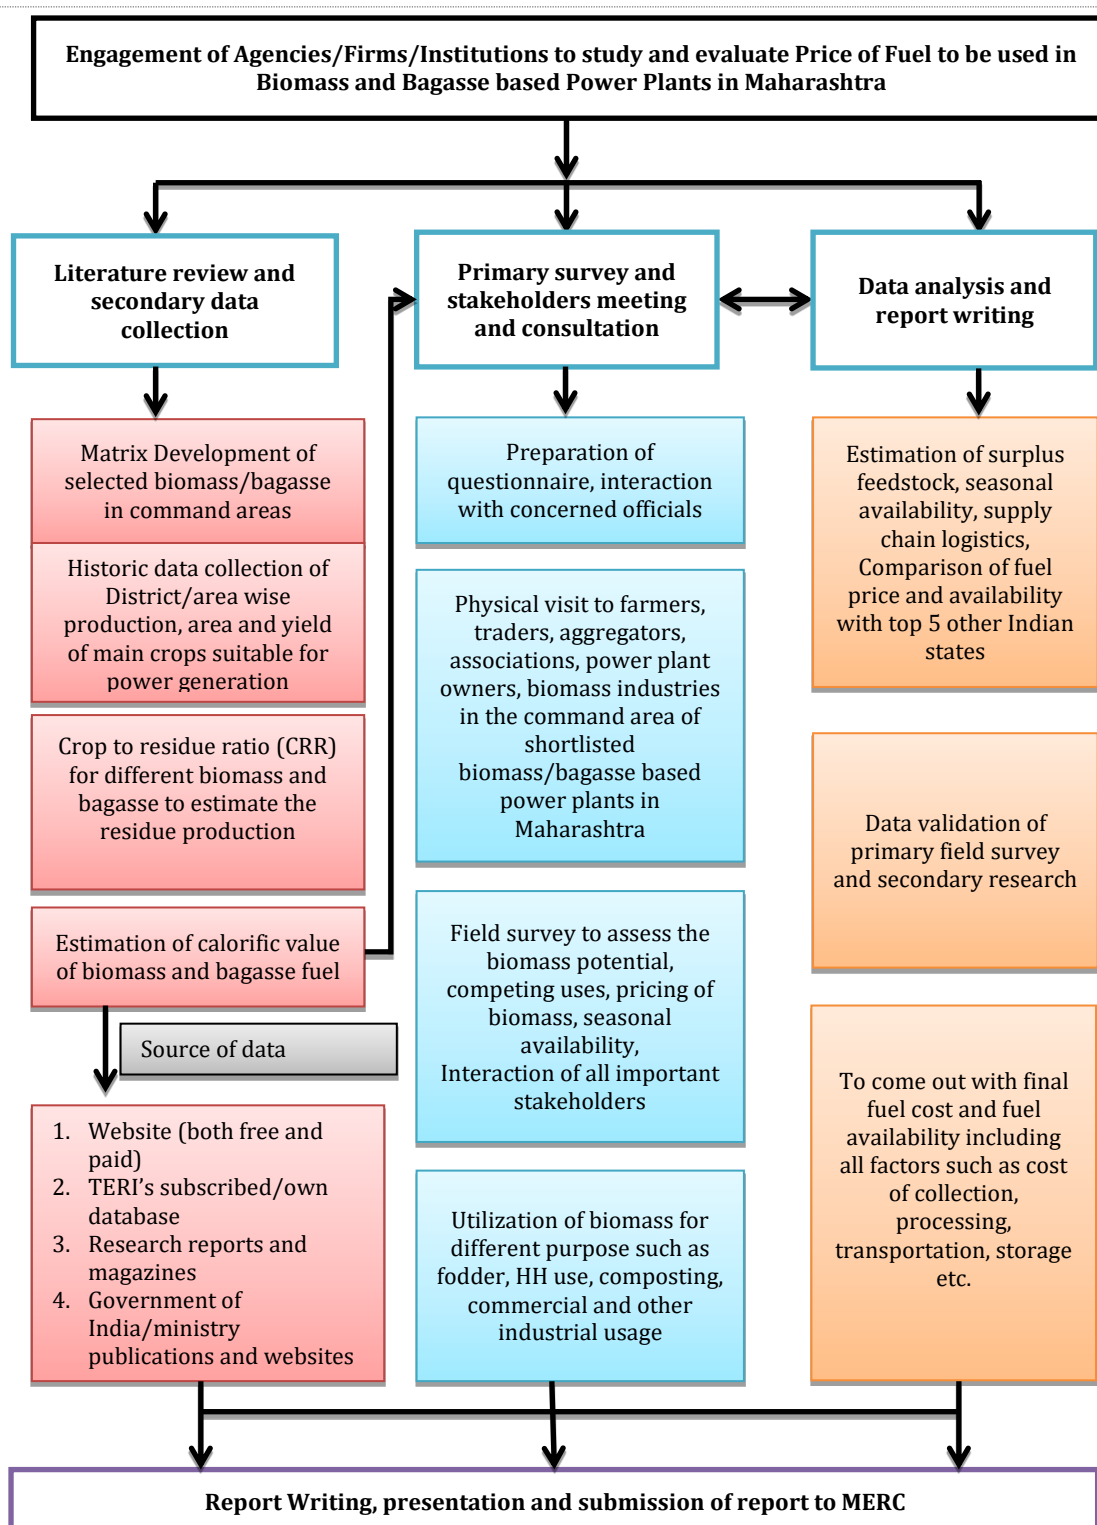 Engagement of Agencies/Firms/Institutions to study and evaluate Price of Fuel to be used in
Biomass and Bagasse based Power Plants in Maharashtra
Literature review and
secondary data
collection
Primary survey and
stakeholders meeting
and consultation
Data analysis and
report writing
Matrix Development of
selected biomass/bagasse
in command areas
Historic data collection of
District/area wise
production, area and yield
of main crops suitable for
power generation
Crop to residue ratio (CRR)
for different biomass and
bagasse to estimate the
residue production
Estimation of calorific value
of biomass and bagasse fuel
Source of data
1. Website (both free and
paid)
2. TERI's subscribed/own
database
3. Research reports and
magazines
4. Government of
India/ministry
publications and websites
Preparation of
questionnaire, interaction
with concerned officials
Physical visit to farmers,
traders, aggregators,
associations, power plant
owners, biomass industries
in the command area of
shortlisted
biomass/bagasse based
power plants in
Maharashtra
Field survey to assess the
biomass potential,
competing uses, pricing of
biomass, seasonal
availability,
Interaction of all important
stakeholders
Utilization of biomass for
different purpose such as
fodder, HH use, composting,
commercial and other
industrial usage
Estimation of surplus
feedstock, seasonal
availability, supply
chain logistics,
Comparison of fuel
price and availability
with top 5 other Indian
states
Data validation of
primary field survey
and secondary research
To come out with final
fuel cost and fuel
availability including
all factors such as cost
of collection,
processing,
transportation, storage
etc.
Report Writing, presentation and submission of report to MERC